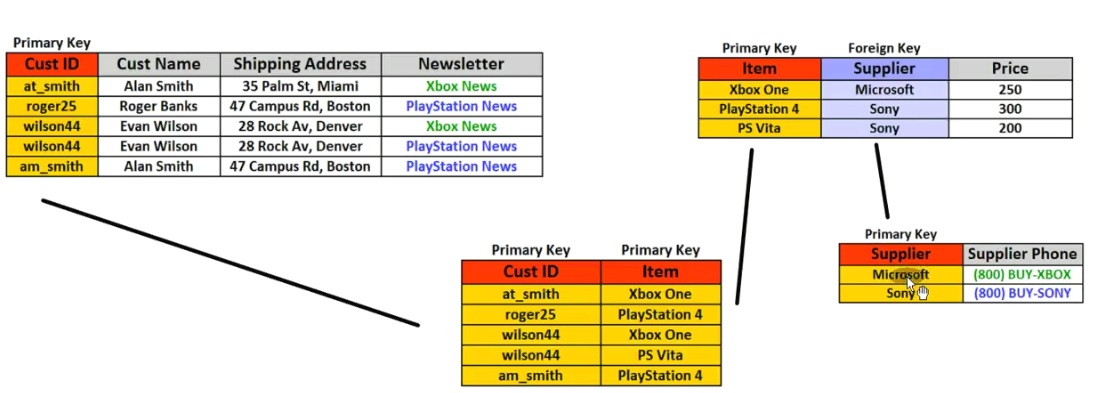 Primary Key
Cust ID Cust Name Shipping Address Newsletter
at_smith Alan Smith 35 Palm St, Miami Xbox News
roger25 Roger Banks 47 Campus Rd, Boston PlayStation News
wilson44 Evan Wilson 28 Rock Av, Denver Xbox News
wilson44 Evan Wilson 28 Rock Av, Denver PlayStation News
am_smith Alan Smith 47 Campus Rd, Boston PlayStation News
Primary Key Foreign Key
Item Supplier Price
Xbox One Microsoft 250
PlayStation 4 Sony 300
PS Vita Sony 200
Primary Key
Supplier Supplier Phone
Microsoft (800) BUY-XBOX
Sony (800) BUY-SONY
Primary Key Primary Key
Cust ID Item
at_smith Xbox One
roger25 PlayStation 4
wilson44 Xbox One
wilson44 PS Vita
am_smith PlayStation 4